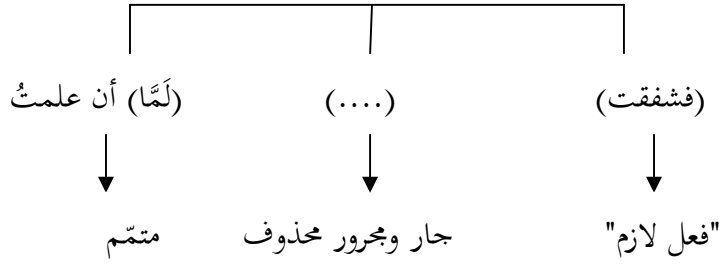 (فشفقت) (....) (لَمَّا) أن علمتُ
"فعل لازم" جار ومجرور محذوف متمّم